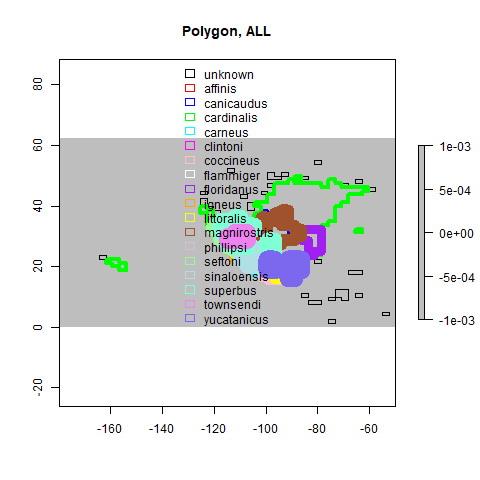 Polygon, ALL
unknown
affinis
canicaudus
cardinalis
carneus
clintoni
coccineus
flammiger
floridanus
igneus
littoralis
magnirostris
phillipsi
seftoni
sinaloensis
superbus
townsendi
yucatanicus
80
60
40
20
0
-20
-160
-140
-120
-100
-80
-60
1e-03
5e-04
0e+00
-5e-04
-1e-03